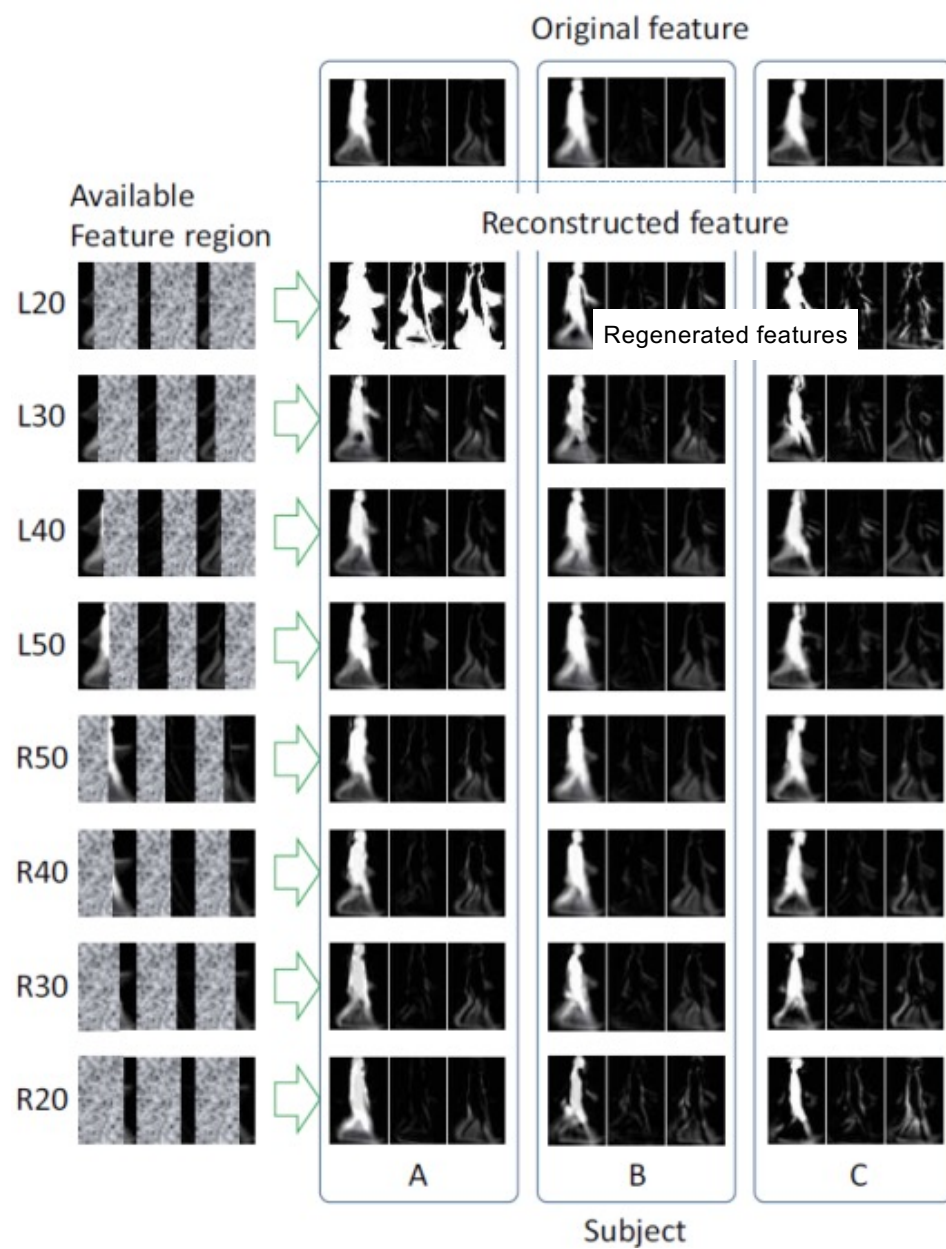 Original feature
Available
Feature region
Reconstructed feature
L20
Regenerated features
L30
L40
L50
R50
R40
R30
R20
A
B
C
Subject